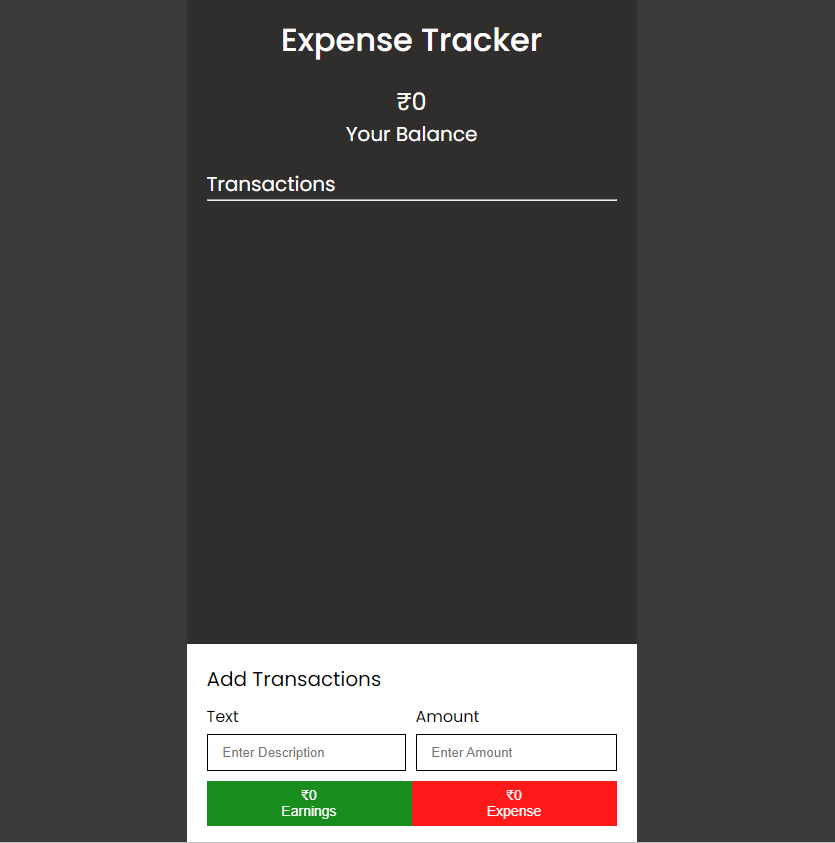 Expense Tracker
₹0
Your Balance
Transactions
Add Transactions
Text Amount
Enter Description Enter Amount
₹0 ₹0
Earnings Expense